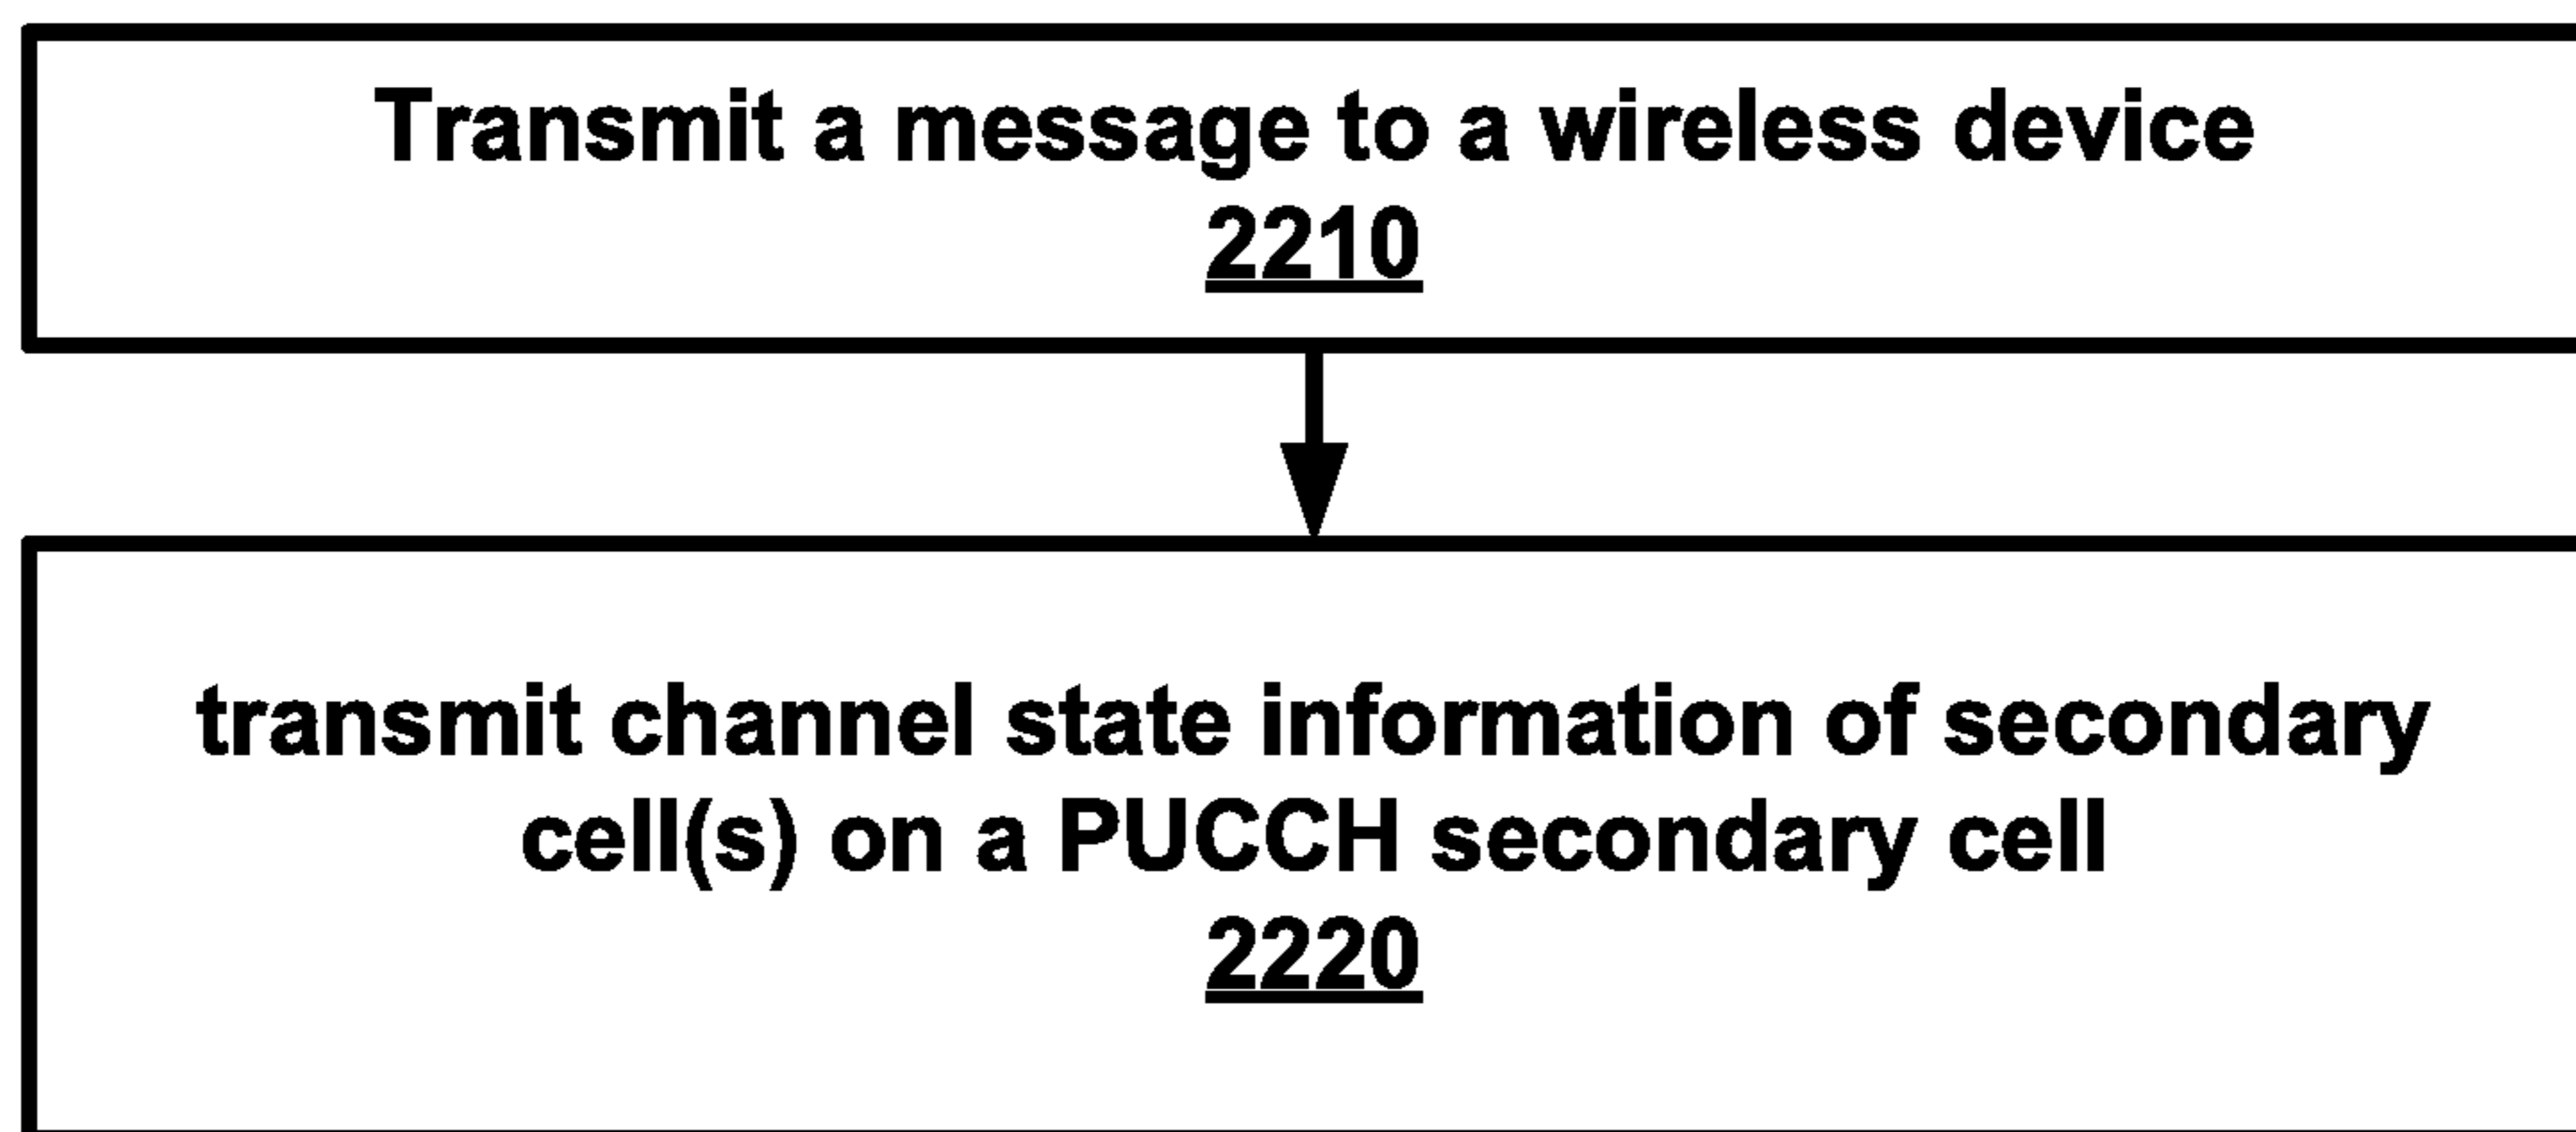 Transmit a message to a wireless device
2210
transmit channel state information of secondary
cell(s) on a PUCCH secondary cell
2220